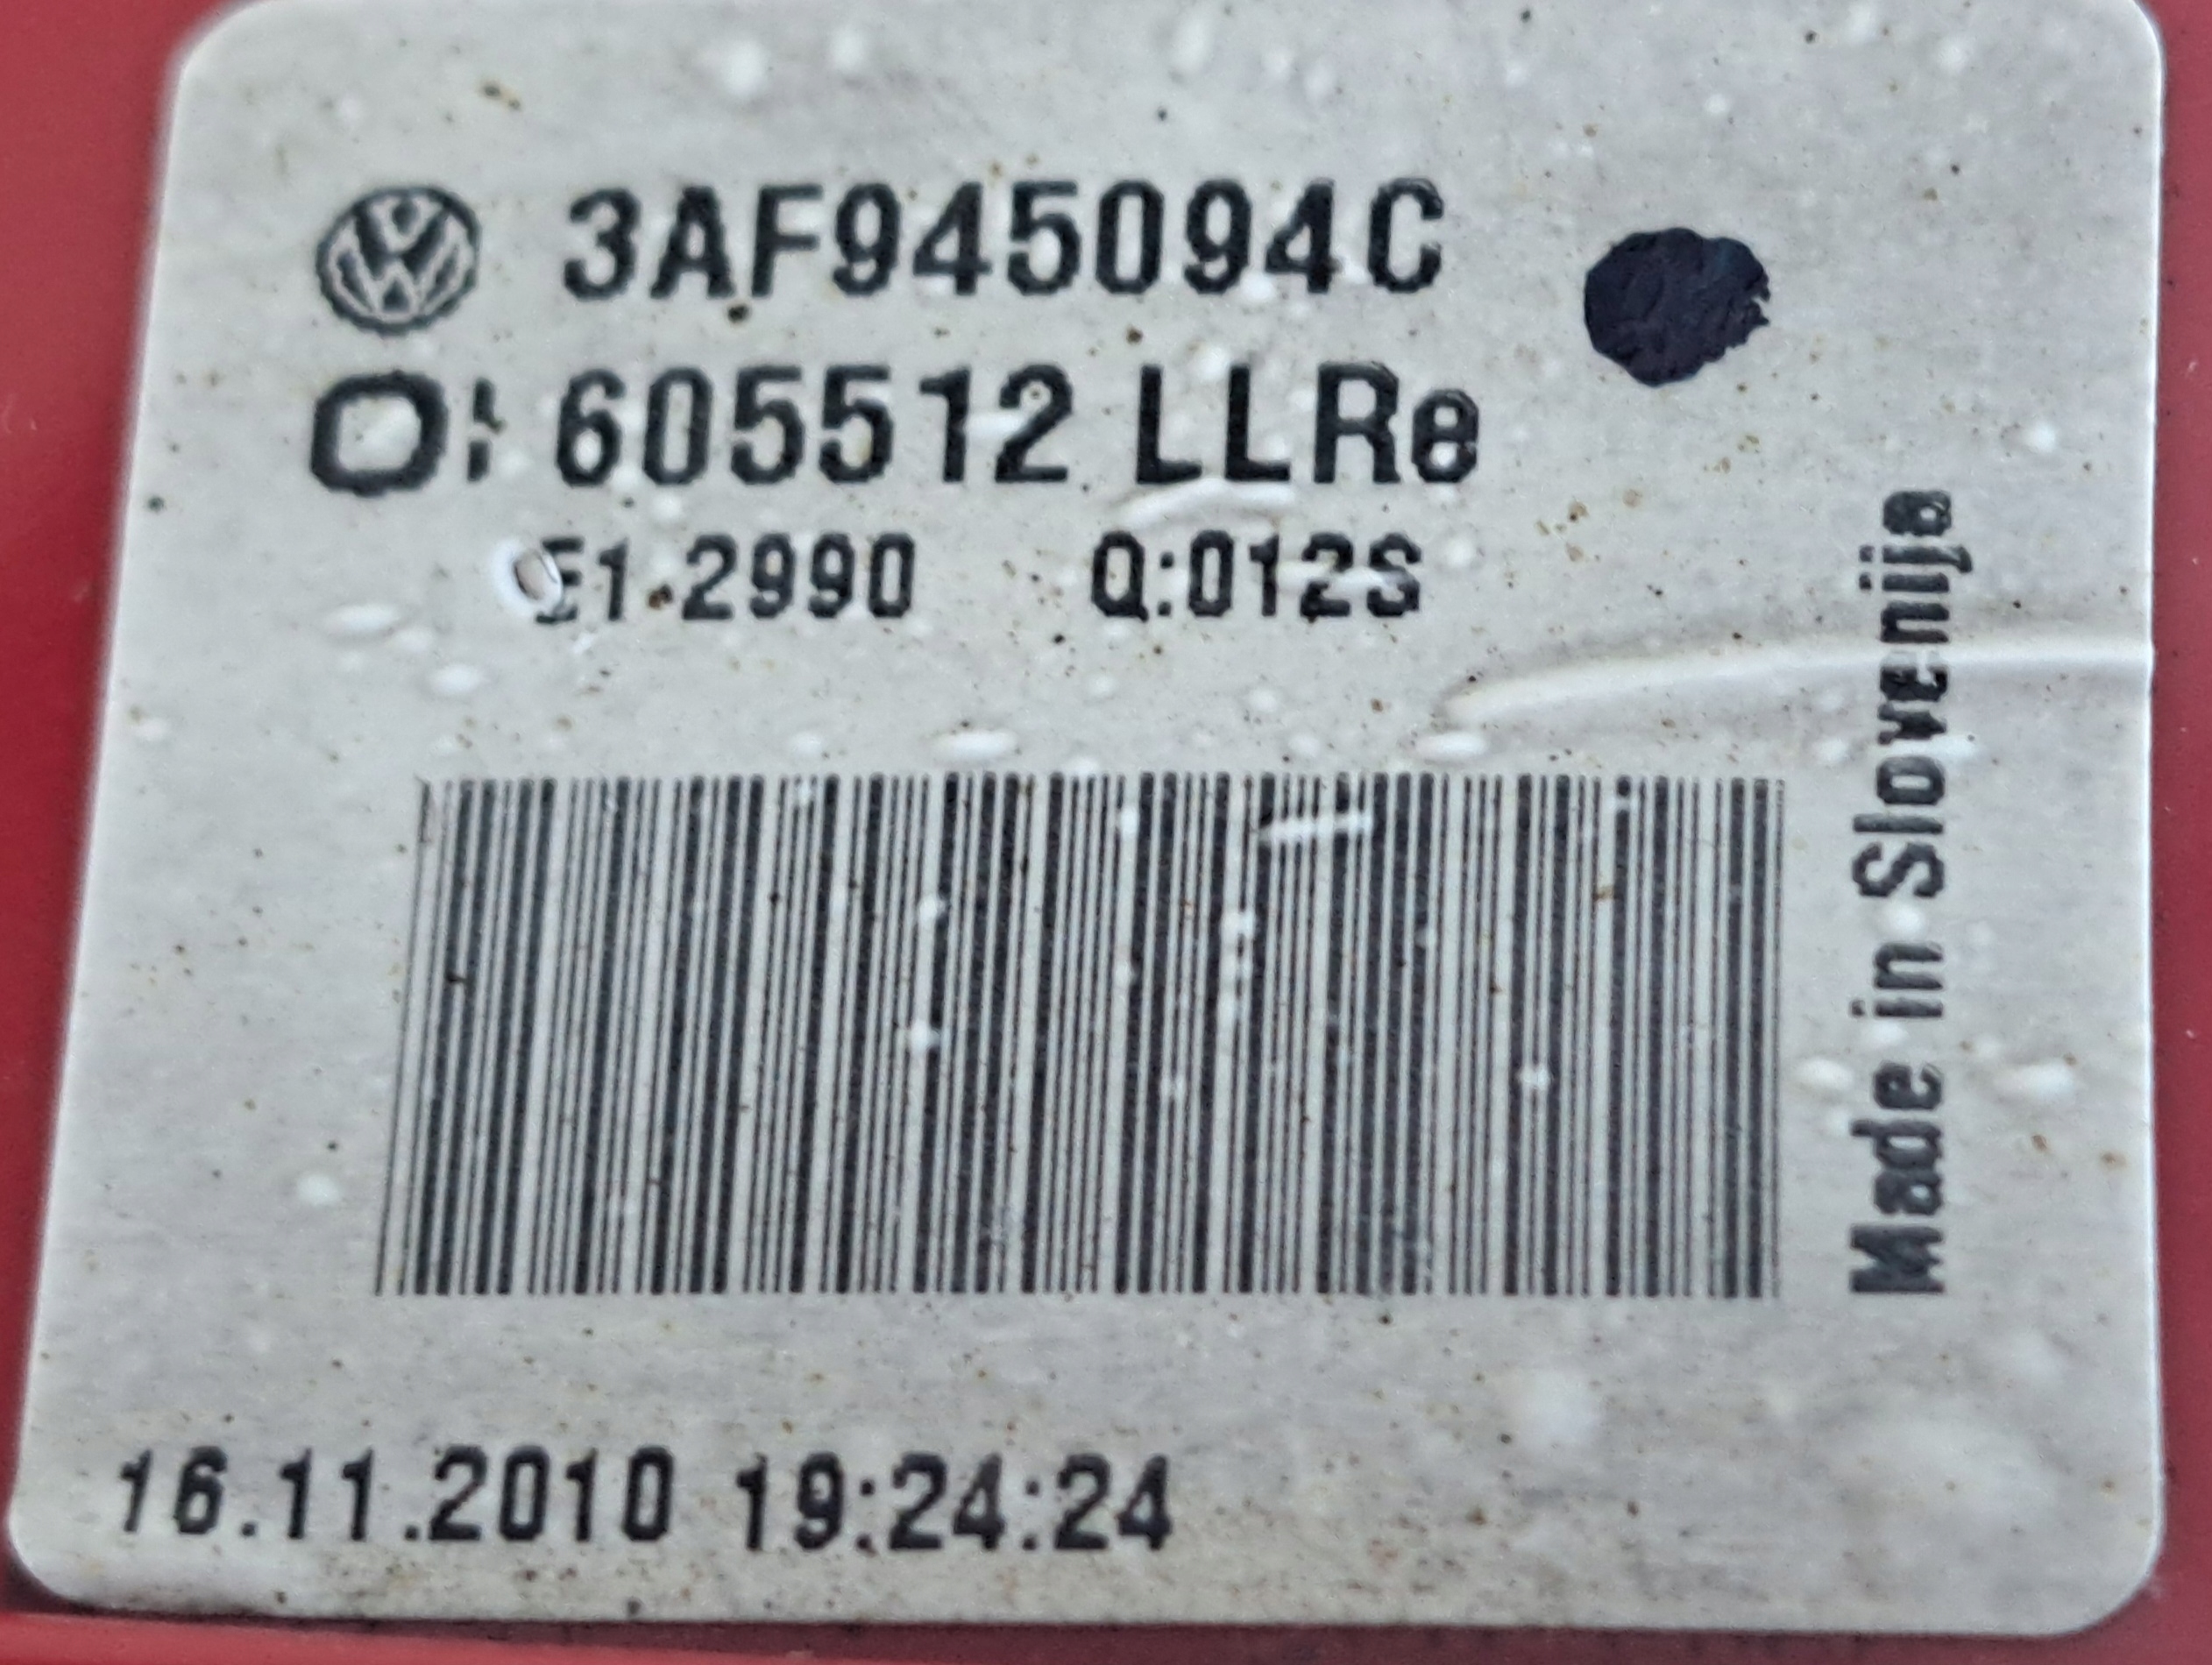 3AF945094C
605512 LLRe
E1-2990 Q:012S
Made in Slovenija
16.11.2010 19:24:24